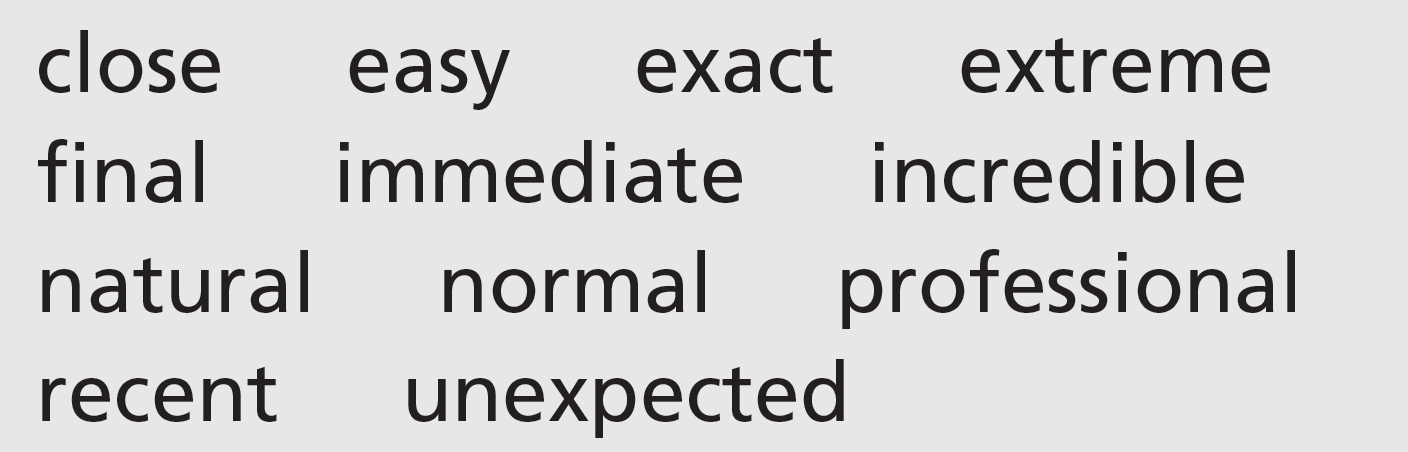 close easy exact extreme
final immediate incredible
natural normal professional
recent unexpected